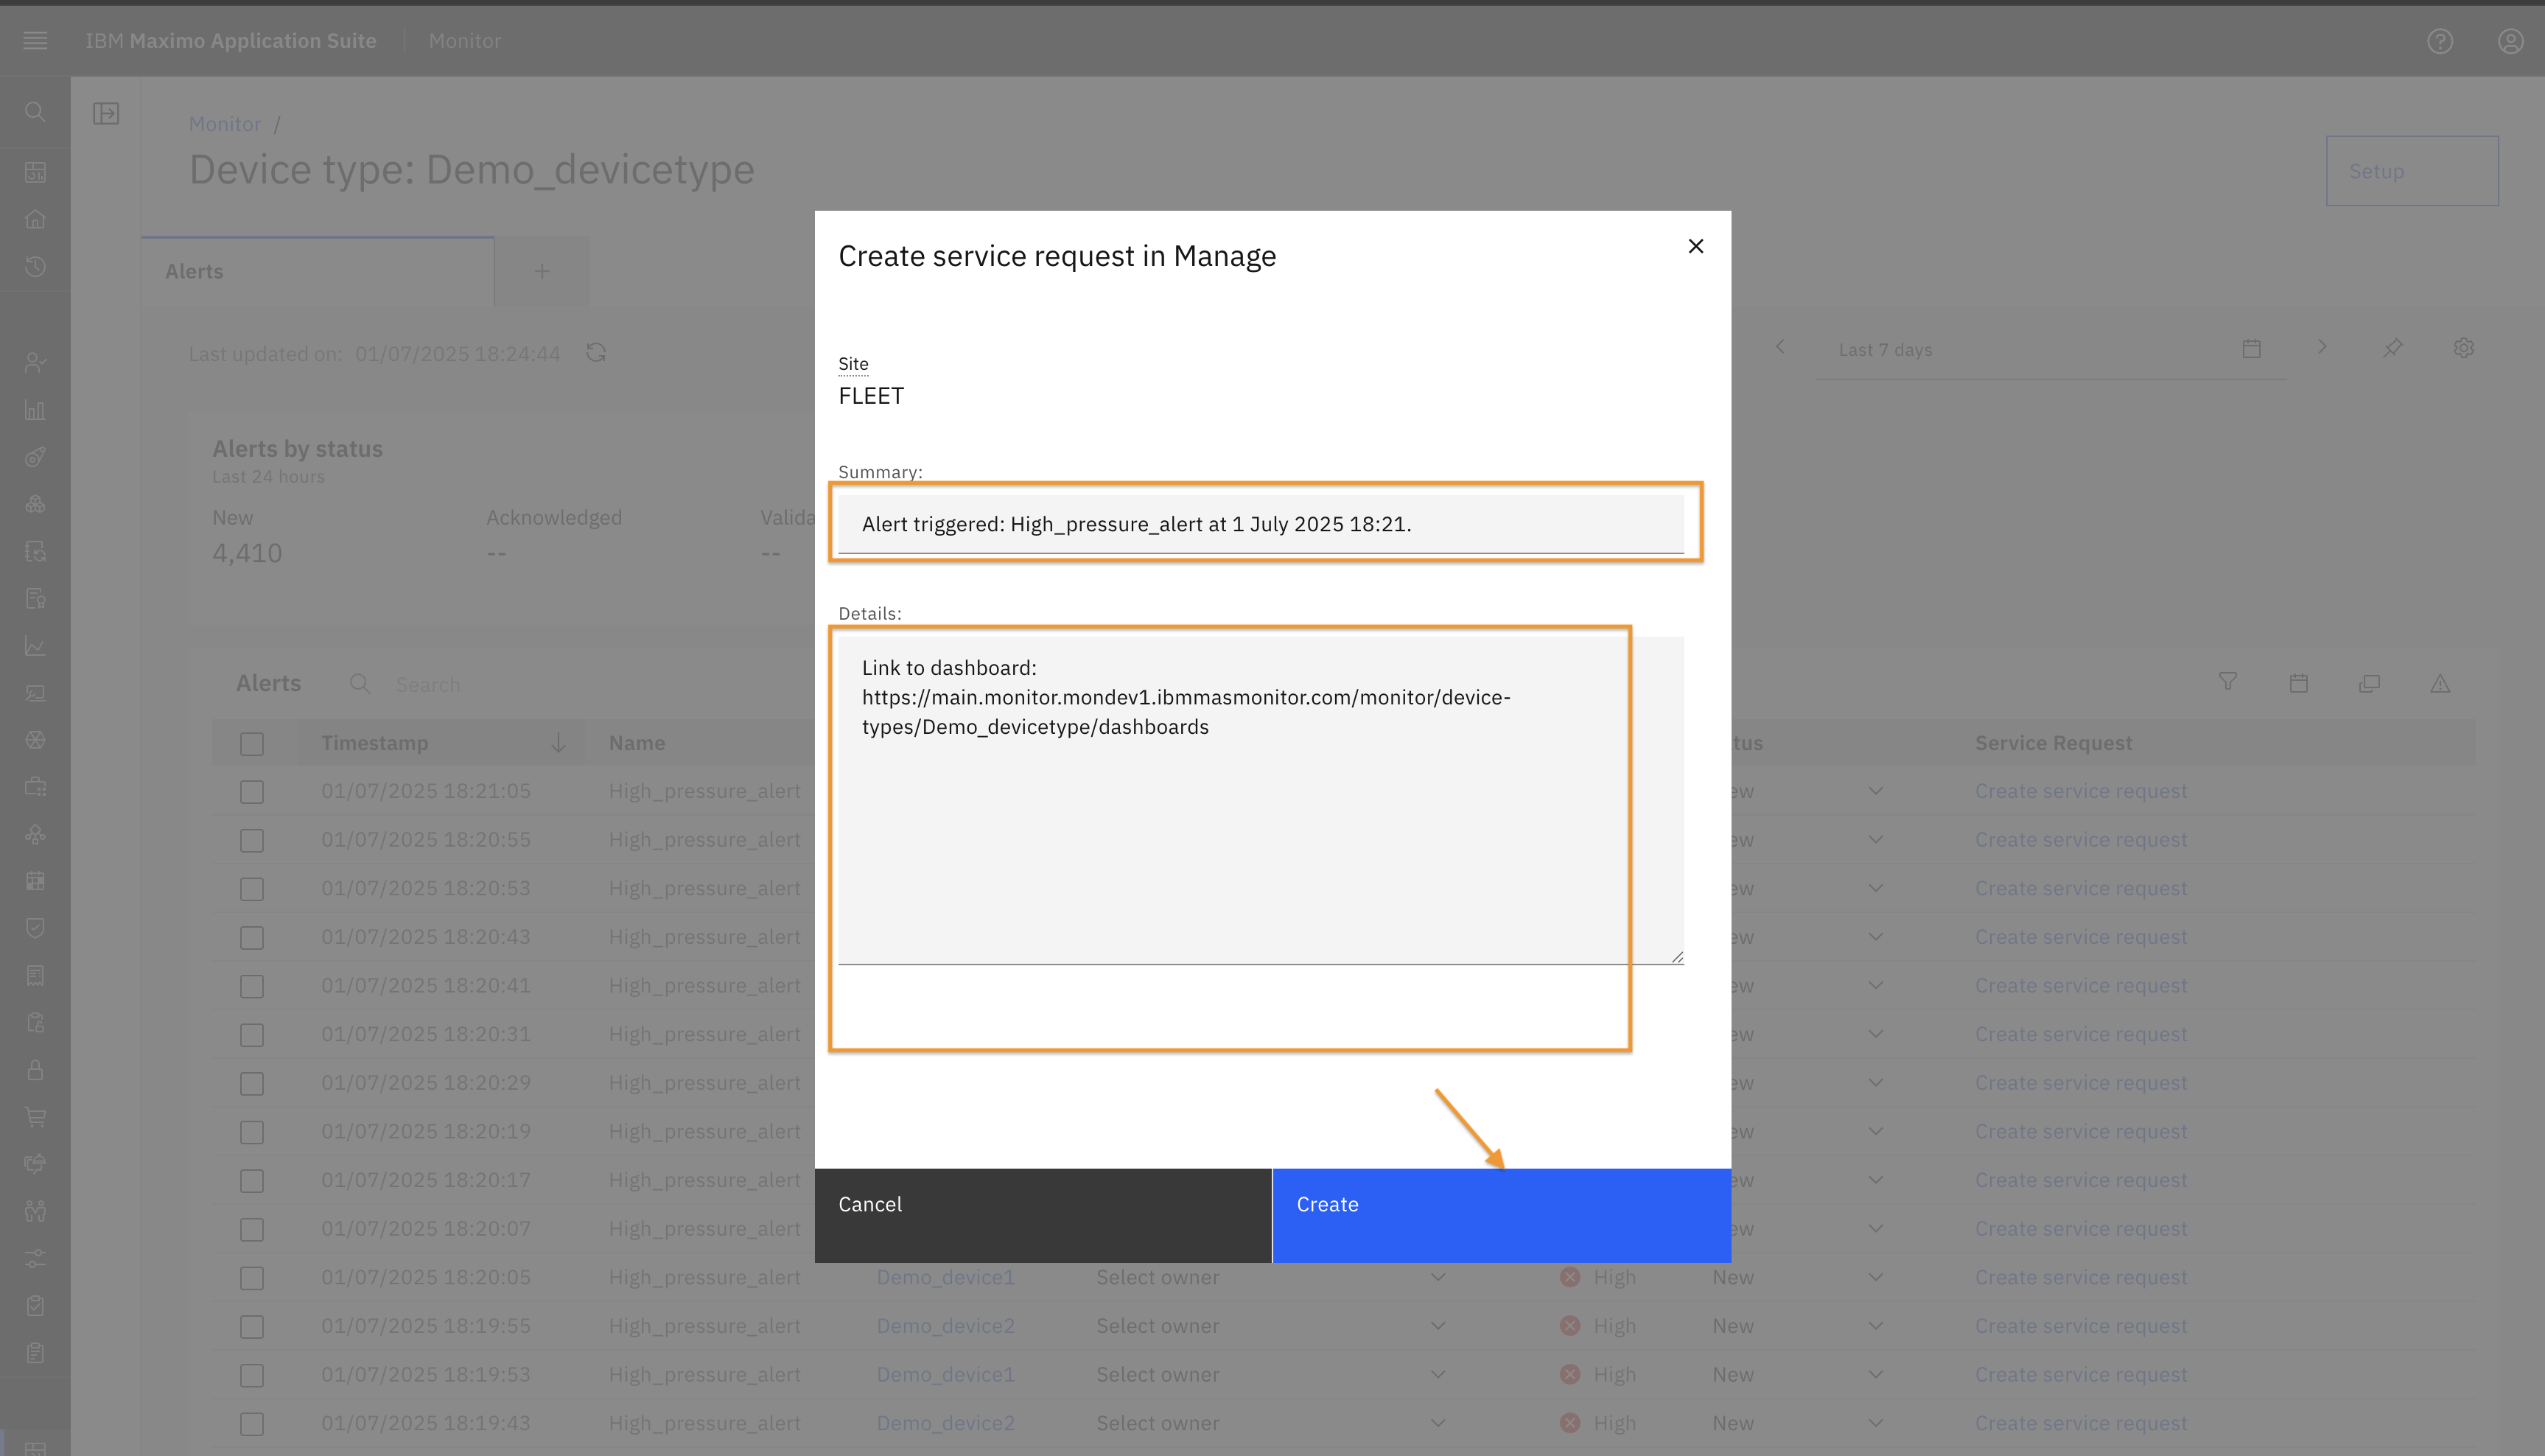 IBM Maximo Application Suite | Monitor
Monitor /
Device type: Demo_devicetype
Setup
Alerts
Last updated on: 01/07/2025 18:24:44
Last 7 days
Alerts by status
Last 24 hours
New Acknowledged
4,410 -- --
Alerts Search
Timestamp Name Service Request
01/07/2025 18:21:05 High_pressure_alert Create service request
01/07/2025 18:20:55 High_pressure_alert Create service request
01/07/2025 18:20:53 High_pressure_alert Create service request
01/07/2025 18:20:43 High_pressure_alert Create service request
01/07/2025 18:20:41 High_pressure_alert Create service request
01/07/2025 18:20:31 High_pressure_alert Create service request
01/07/2025 18:20:29 High_pressure_alert Create service request
01/07/2025 18:20:19 High_pressure_alert Create service request
01/07/2025 18:20:17 High_pressure_alert Create service request
01/07/2025 18:20:07 High_pressure_alert Create service request
01/07/2025 18:20:05 High_pressure_alert Demo_device1 Select owner High New Create service request
01/07/2025 18:19:55 High_pressure_alert Demo_device2 Select owner High New Create service request
01/07/2025 18:19:53 High_pressure_alert Demo_device1 Select owner High New Create service request
01/07/2025 18:19:43 High_pressure_alert Demo_device2 Select owner High New Create service request
Create service request in Manage
Site
FLEET
Summary:
Alert triggered: High_pressure_alert at 1 July 2025 18:21.
Details:
Link to dashboard:
https://main.monitor.mondev1.ibmmasmonitor.com/monitor/device-
types/Demo_devicetype/dashboards
Cancel
Create